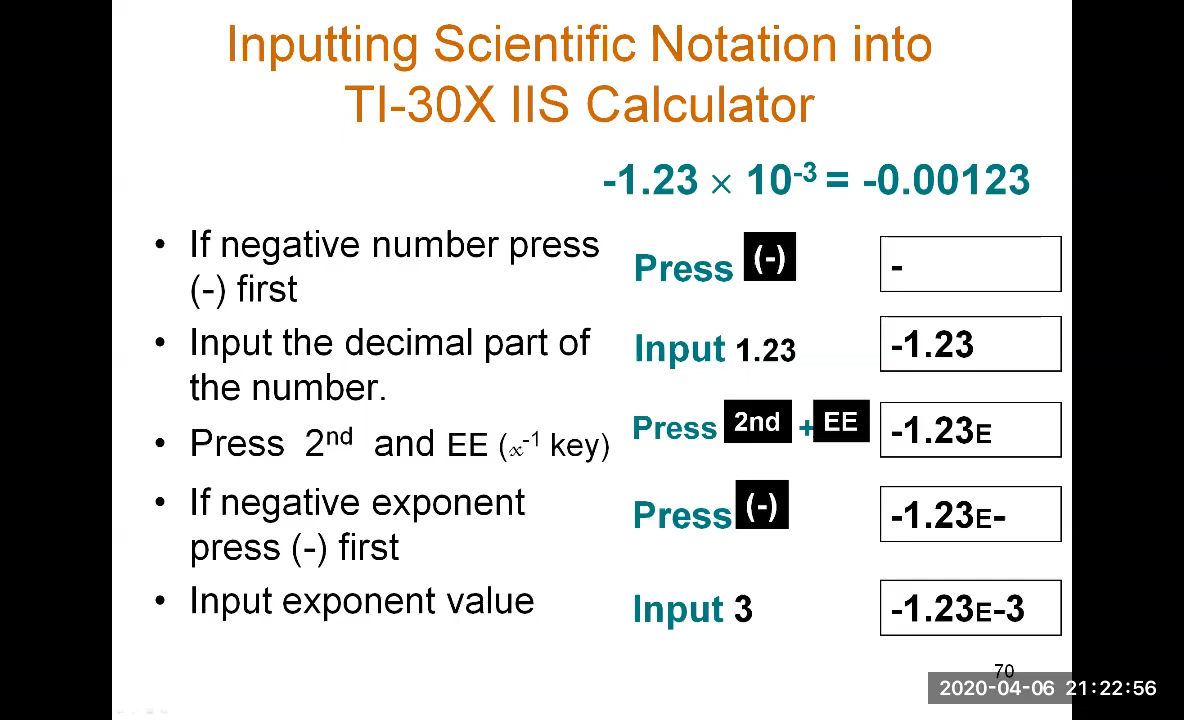 Inputting Scientific Notation into
TI-30X IIS Calculator
-1.23 × 10-3 = -0.00123
• If negative number press
(-) first
Press (-)
-
• Input the decimal part of
the number.
Input 1.23
-1.23
• Press 2nd and EE (x-1 key)
Press 2nd + EE
-1.23E
• If negative exponent
press (-) first
Press (-)
-1.23E-
• Input exponent value
Input 3
-1.23E-3
70
2020-04-06 21:22:56